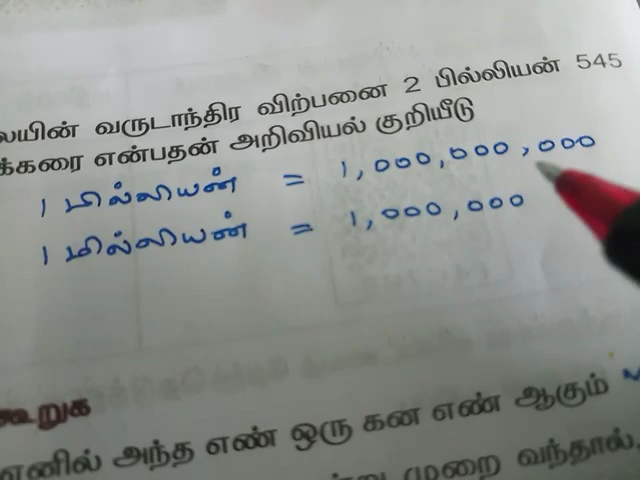 லையின் வருடாந்திர விற்பனை 2 பில்லியன் 545
க்கரை என்பதன் அறிவியல் குறியீடு
1 பில்லியன் = 1,000,000,000
1 மில்லியன் = 1,000,000
கூறுக
எனில் அந்த எண் ஒரு கன எண் ஆகும்
முறை வந்தால்,